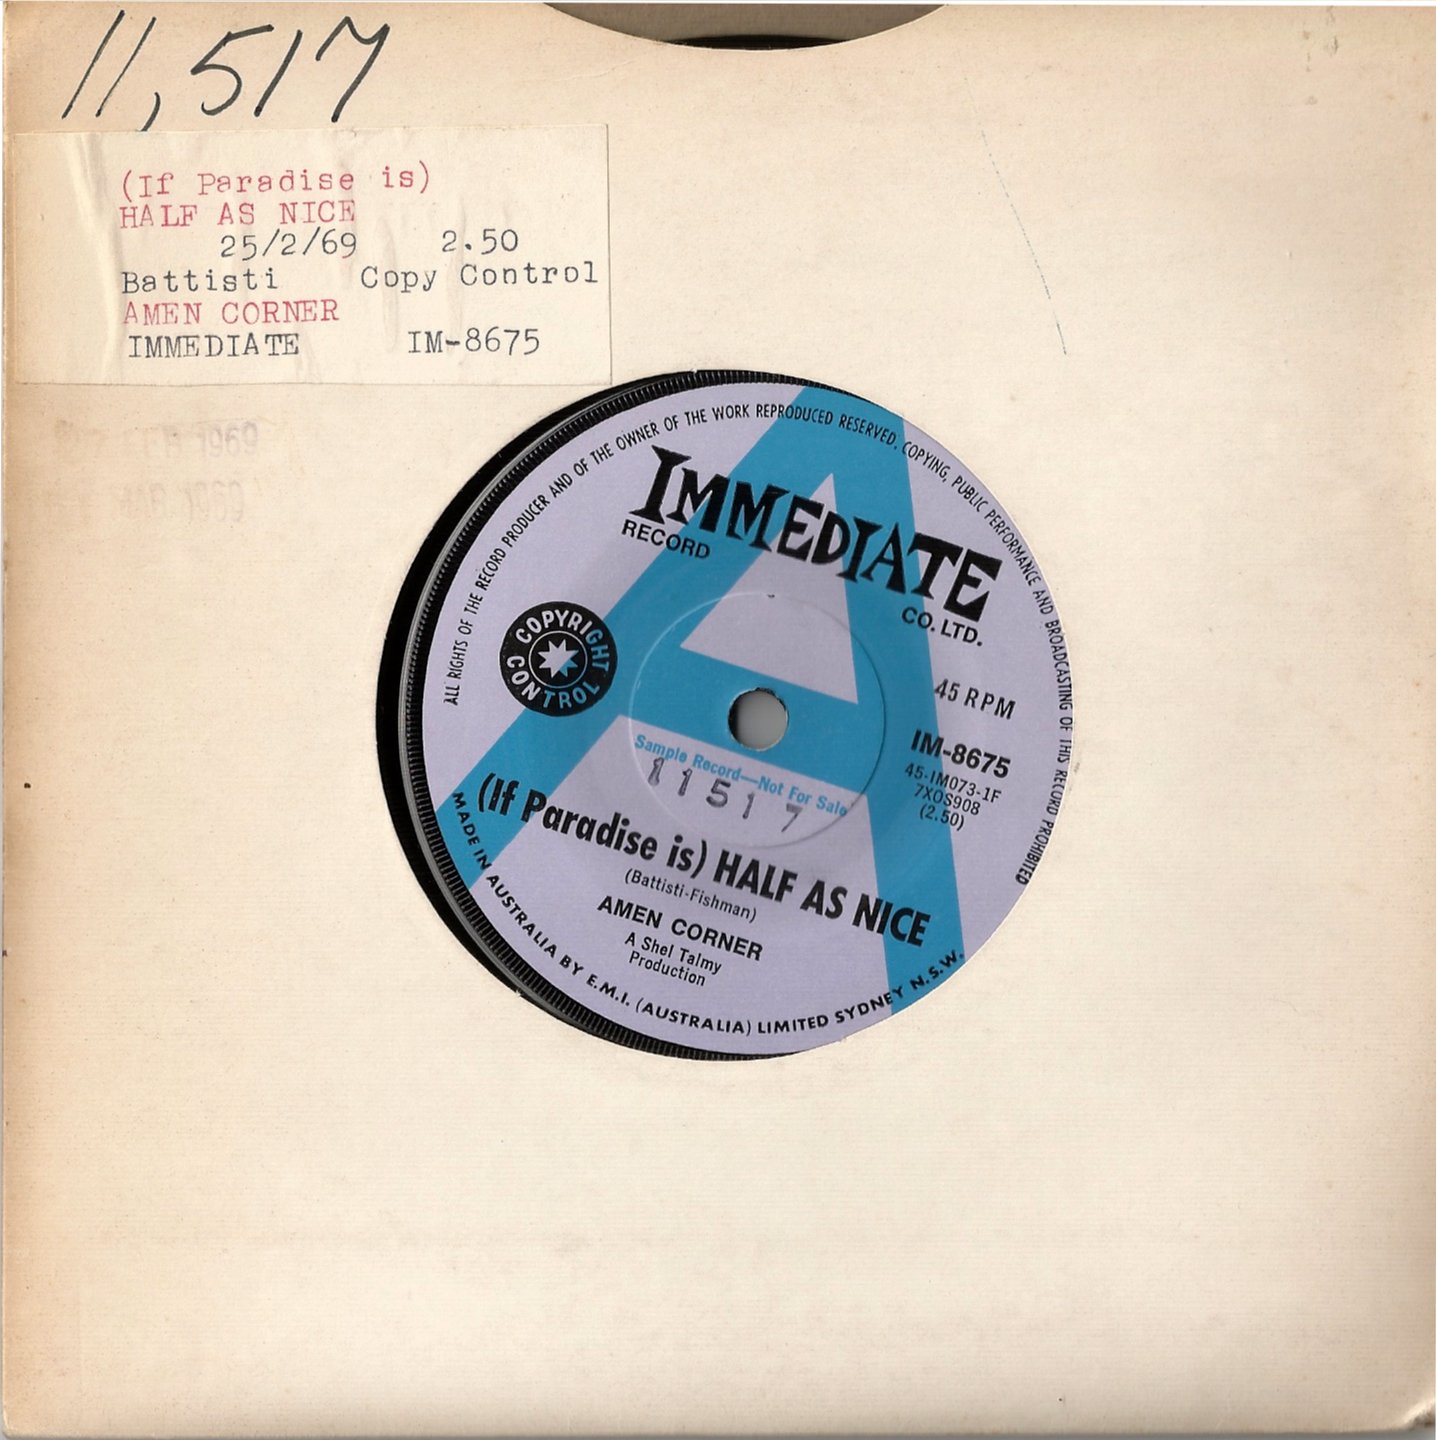 11,517
(If Paradise is)
HALF AS NICE
25/2/69 2.50
Battisti Copy Control
AMEN CORNER
IMMEDIATE IM-8675
ALL RIGHTS OF THE RECORD PRODUCER AND OF THE OWNER OF THE WORK REPRODUCED RESERVED. COPYING, PUBLIC PERFORMANCE AND BROADCASTING OF THIS RECORD PROHIBITED
IMMEDIATE
RECORD
CO. LTD.
COPYRIGHT
CONTROL
45 RPM
IM-8675
45-IM073-1F
7XOS908
(2.50)
Sample Record—Not For Sale
11517
(If Paradise is) HALF AS NICE
(Battisti-Fishman)
AMEN CORNER
A Shel Talmy
Production
MADE IN AUSTRALIA BY E.M.I. (AUSTRALIA) LIMITED SYDNEY N.S.W.